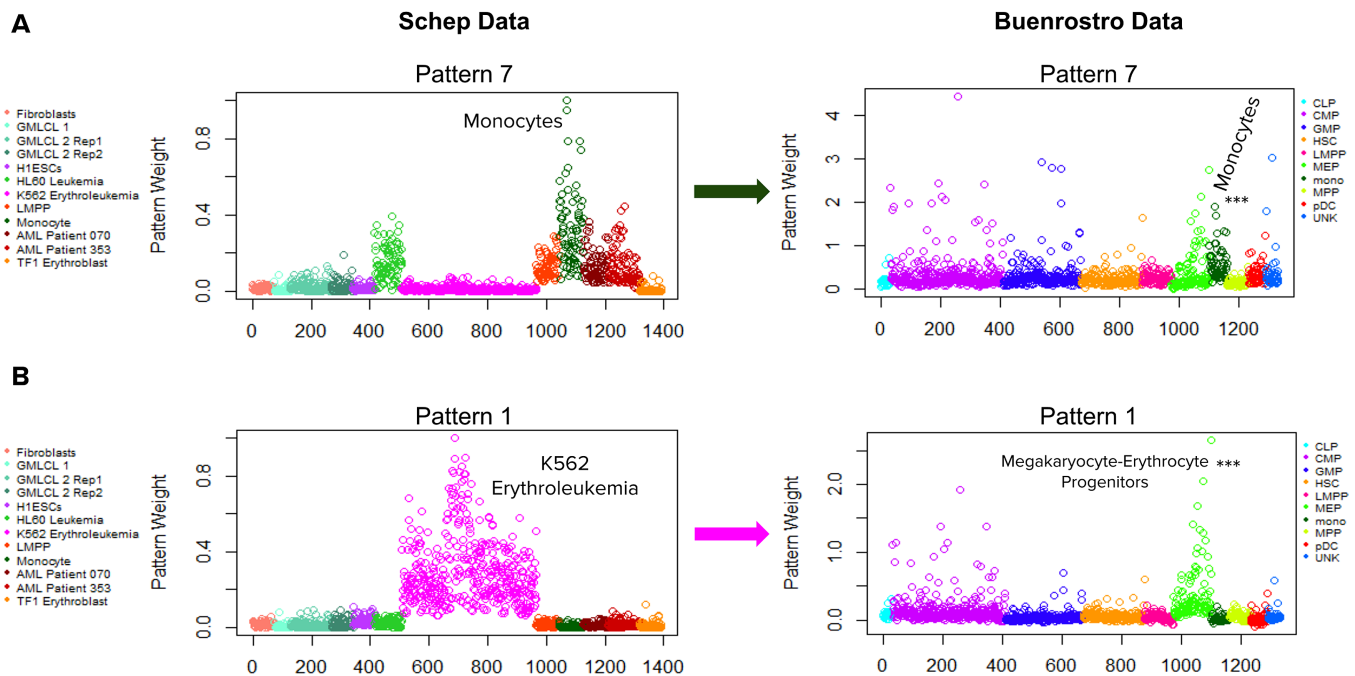 A
Schep Data
Buenrostro Data
Pattern 7
Pattern Weight
0.0
0.4
0.8
0 200 400 600 800 1000 1200 1400
Monocytes
Fibroblasts
GMLCL 1
GMLCL 2 Rep1
GMLCL 2 Rep2
H1ESCs
HL60 Leukemia
K562 Erythroleukemia
LMPP
Monocyte
AML Patient 070
AML Patient 353
TF1 Erythroblast
Pattern 7
Pattern Weight
0
1
2
3
4
0 200 400 600 800 1000 1200
Monocytes
***
CLP
CMP
GMP
HSC
LMPP
MEP
mono
MPP
pDC
UNK
B
Pattern 1
Pattern Weight
0.0
0.4
0.8
0 200 400 600 800 1000 1200 1400
K562
Erythroleukemia
Fibroblasts
GMLCL 1
GMLCL 2 Rep1
GMLCL 2 Rep2
H1ESCs
HL60 Leukemia
K562 Erythroleukemia
LMPP
Monocyte
AML Patient 070
AML Patient 353
TF1 Erythroblast
Pattern 1
Pattern Weight
0.0
1.0
2.0
0 200 400 600 800 1000 1200
Megakaryocyte-Erythrocyte ***
Progenitors
CLP
CMP
GMP
HSC
LMPP
MEP
mono
MPP
pDC
UNK